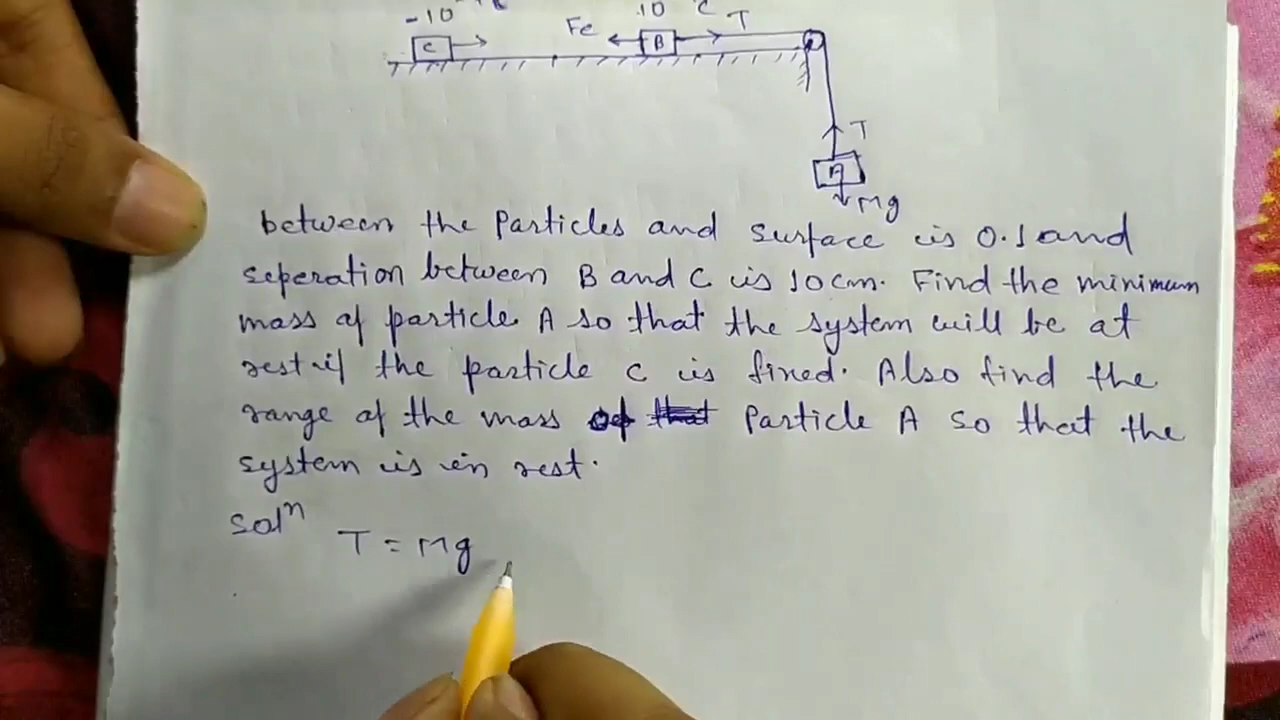 -10
10 C
Fe
T
C
B
T
Mg
between the Particles and surface is 0.1 and
seperation between B and C is 10cm. Find the minimum
mass of particle A so that the system will be at
rest if the particle C is fixed. Also find the
range of the mass Particle A so that the
system is in rest.
Solⁿ
T = Mg